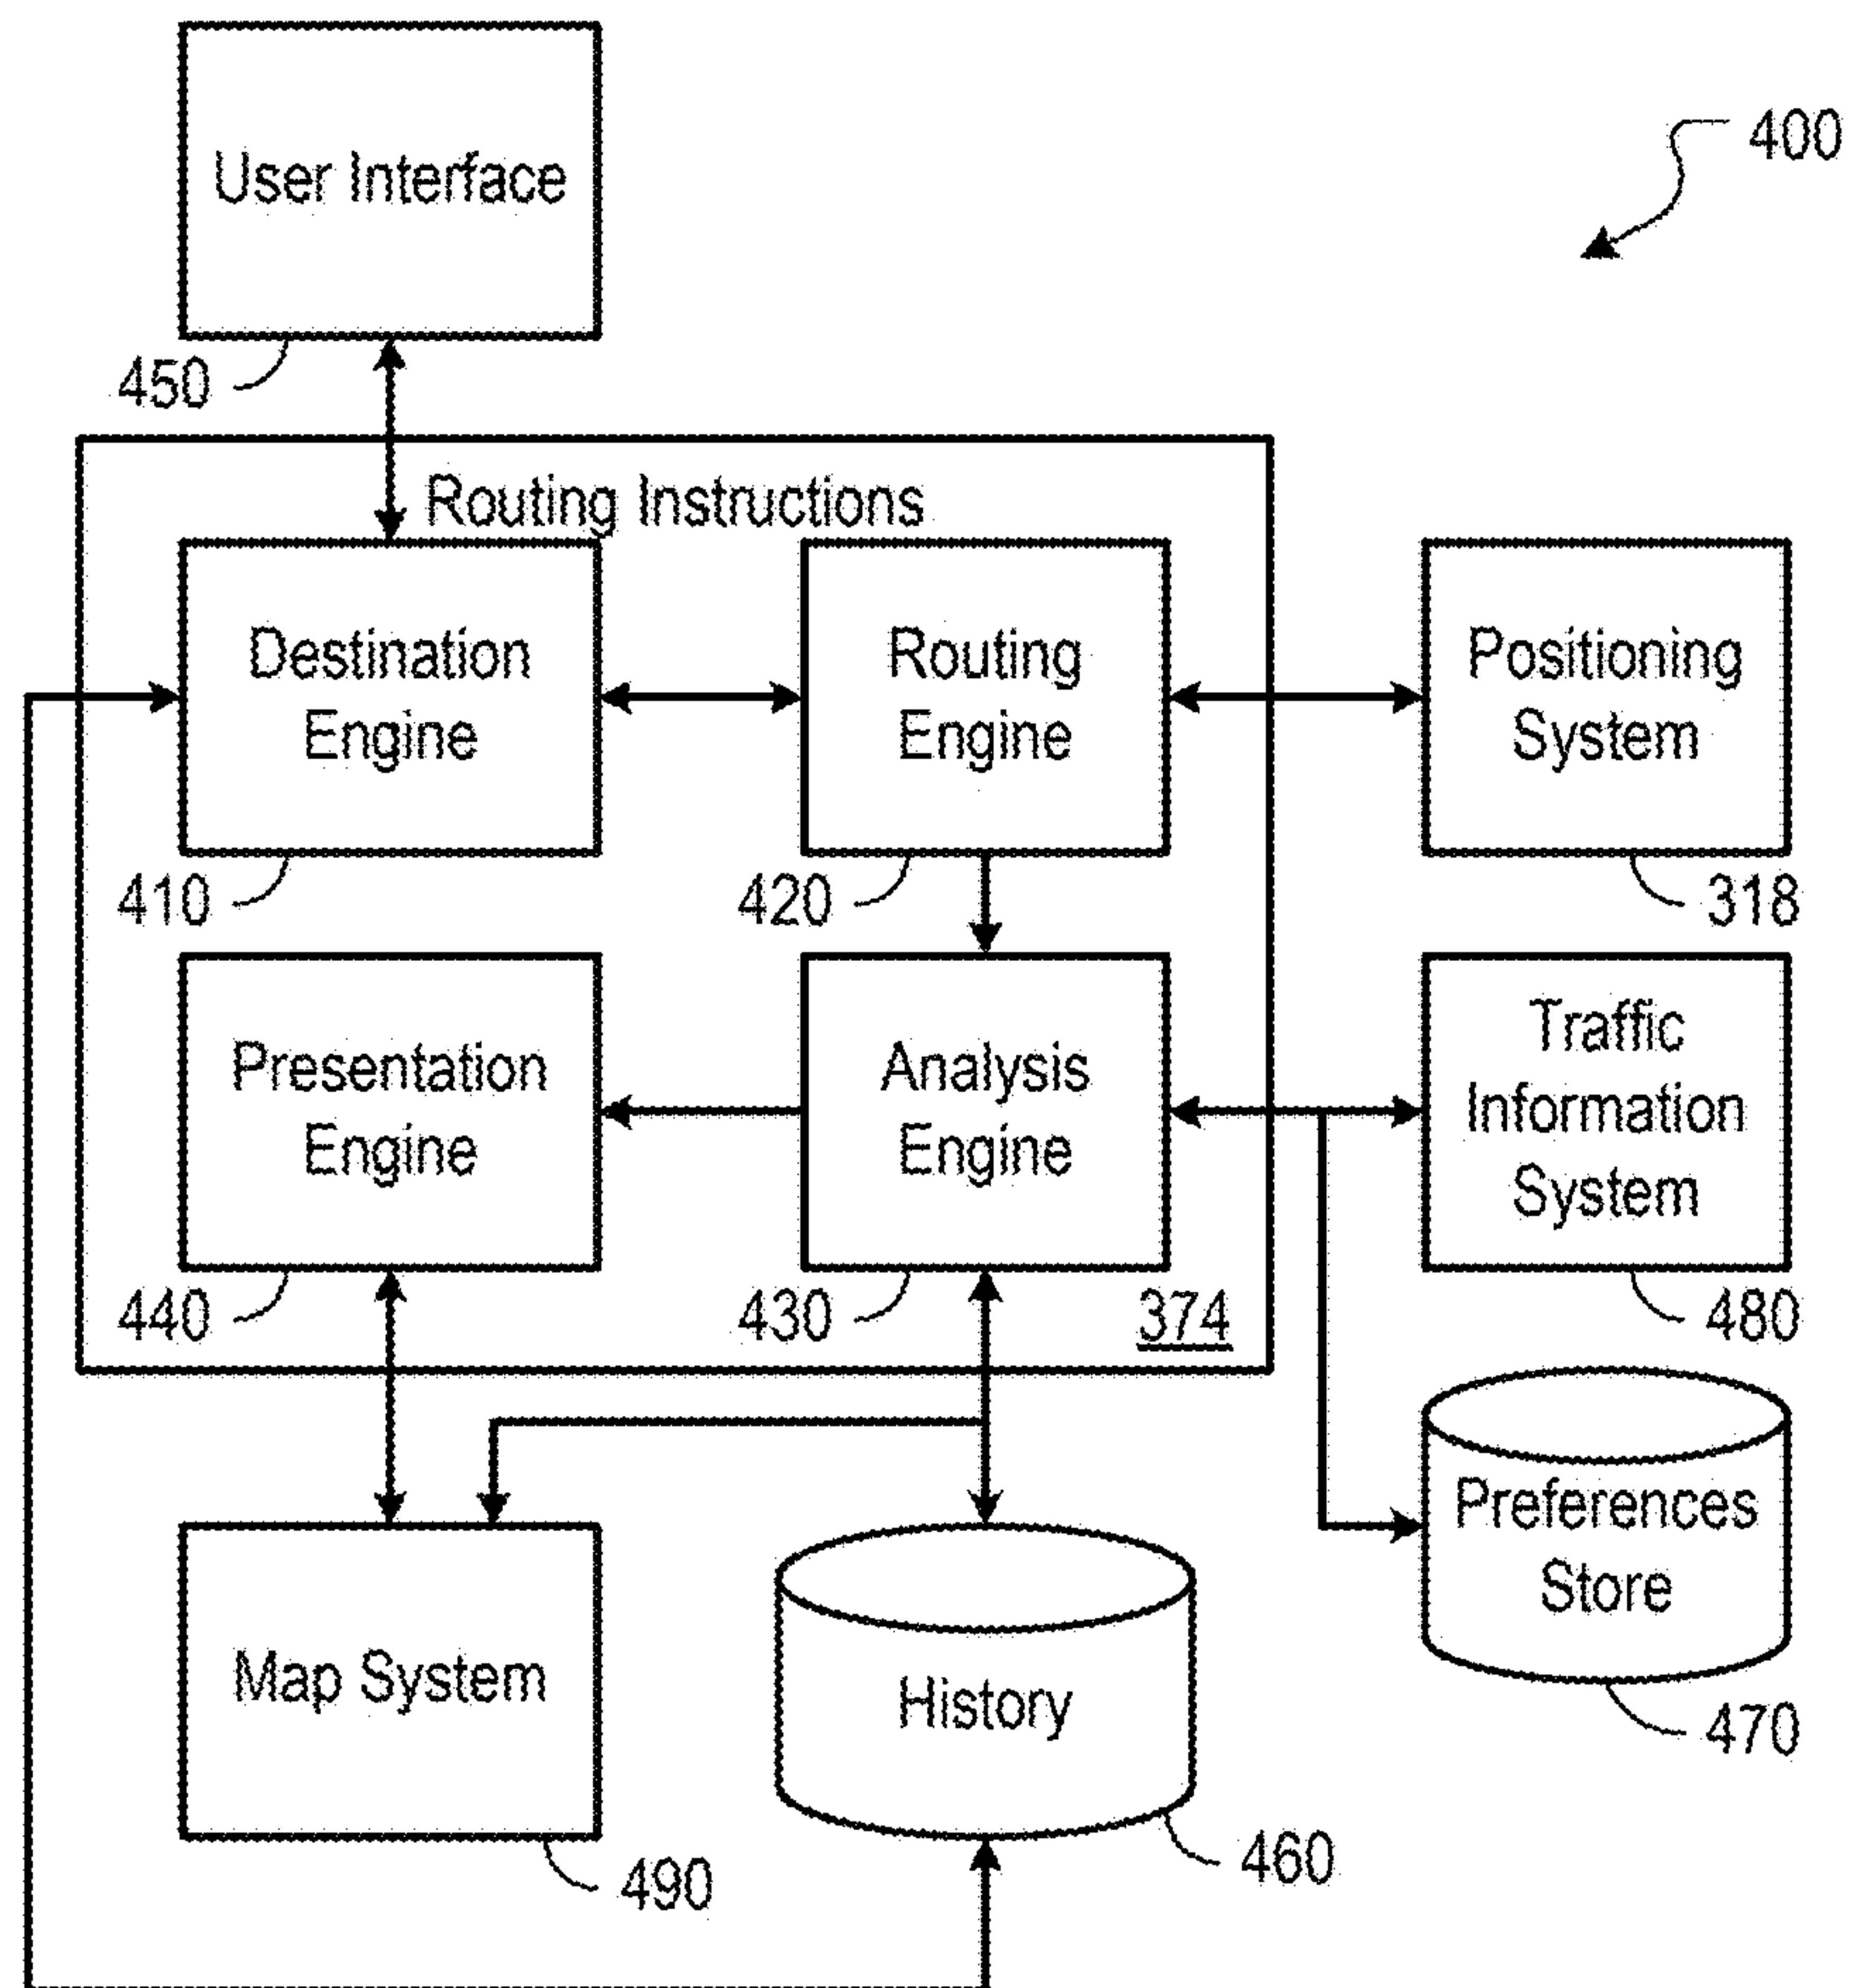 400
User Interface
450
Routing Instructions
Destination
Engine
410
Routing
Engine
420
Positioning
System
318
Presentation
Engine
440
Analysis
Engine
430
374
Traffic
Information
System
480
Preferences
Store
470
Map System
490
History
460